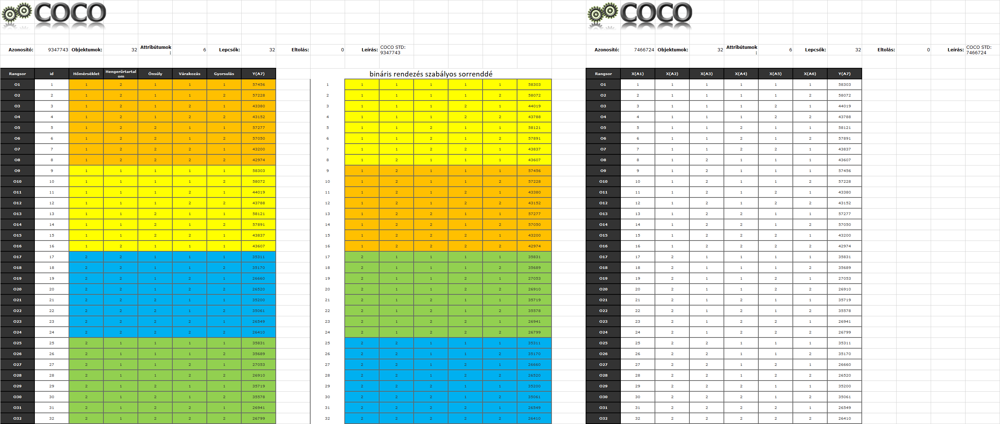 COCO COCO
Azonosító: 9347743 Objektumok: 32 Attribútumok : 6 Lepcsők: 32 Eltolás: 0 Leírás: COCO STD: 9347743 Azonosító: 7466724 Objektumok: 32 Attribútumok : 6 Lepcsők: 32 Eltolás: 0 Leírás: COCO STD: 7466724
Rangsor id Hőmérséklet Hengerűrtartalom Önsúly Várakozás Gyorsulás Y(A7) bináris rendezés szabályos sorrenddé Rangsor X(A1) X(A2) X(A3) X(A4) X(A5) X(A6) Y(A7)
O1 1 1 2 1 1 1 57456 1 1 1 1 1 1 58303 O1 1 1 1 1 1 1 58303
O2 2 1 2 1 1 2 57228 2 1 1 1 1 2 58072 O2 2 1 1 1 1 2 58072
O3 3 1 2 1 2 1 43380 3 1 1 1 2 1 44019 O3 3 1 1 1 2 1 44019
O4 4 1 2 1 2 2 43152 4 1 1 1 2 2 43788 O4 4 1 1 1 2 2 43788
O5 5 1 2 2 1 1 57277 5 1 1 2 1 1 58121 O5 5 1 1 2 1 1 58121
O6 6 1 2 2 1 2 57050 6 1 1 2 1 2 57891 O6 6 1 1 2 1 2 57891
O7 7 1 2 2 2 1 43200 7 1 1 2 2 1 43837 O7 7 1 1 2 2 1 43837
O8 8 1 2 2 2 2 42974 8 1 2 1 1 1 43607 O8 8 1 2 1 1 1 43607
O9 9 1 1 1 1 1 58303 9 1 2 1 1 1 57456 O9 9 1 2 1 1 1 57456
O10 10 1 1 1 1 2 58072 10 1 2 1 1 2 57228 O10 10 1 2 1 1 2 57228
O11 11 1 1 1 2 1 44019 11 1 2 1 2 1 43380 O11 11 1 2 1 2 1 43380
O12 12 1 1 1 2 2 43788 12 1 2 1 2 2 43152 O12 12 1 2 1 2 2 43152
O13 13 1 1 2 1 1 58121 13 1 2 2 1 1 57277 O13 13 1 2 2 1 1 57277
O14 14 1 1 2 1 2 57891 14 1 2 2 1 2 57050 O14 14 1 2 2 1 2 57050
O15 15 1 1 2 2 1 43837 15 1 2 2 2 1 43200 O15 15 1 2 2 2 1 43200
O16 16 1 2 1 1 1 43607 16 1 2 2 2 2 42974 O16 16 1 2 2 2 2 42974
O17 17 2 2 1 1 1 35311 17 2 1 1 1 1 35831 O17 17 2 1 1 1 1 35831
O18 18 2 2 1 1 2 35170 18 2 1 1 1 2 35689 O18 18 2 1 1 1 2 35689
O19 19 2 2 1 2 1 26660 19 2 1 1 2 1 27053 O19 19 2 1 1 2 1 27053
O20 20 2 2 1 2 2 26520 20 2 1 1 2 2 26910 O20 20 2 1 1 2 2 26910
O21 21 2 2 2 1 1 35200 21 2 1 2 1 1 35719 O21 21 2 1 2 1 1 35719
O22 22 2 2 2 1 2 35061 22 2 1 2 1 2 35578 O22 22 2 1 2 1 2 35578
O23 23 2 2 2 2 1 26549 23 2 1 2 2 1 26941 O23 23 2 1 2 2 1 26941
O24 24 2 2 2 2 2 26410 24 2 1 2 2 2 26799 O24 24 2 1 2 2 2 26799
O25 25 2 1 1 1 1 35831 25 2 2 1 1 1 35311 O25 25 2 2 1 1 1 35311
O26 26 2 1 1 1 2 35689 26 2 2 1 1 2 35170 O26 26 2 2 1 1 2 35170
O27 27 2 1 1 2 1 27053 27 2 2 1 2 1 26660 O27 27 2 2 1 2 1 26660
O28 28 2 1 1 2 2 26910 28 2 2 1 2 2 26520 O28 28 2 2 1 2 2 26520
O29 29 2 1 2 1 1 35719 29 2 2 2 1 1 35200 O29 29 2 2 2 1 1 35200
O30 30 2 1 2 1 2 35578 30 2 2 2 1 2 35061 O30 30 2 2 2 1 2 35061
O31 31 2 1 2 2 1 26941 31 2 2 2 2 1 26549 O31 31 2 2 2 2 1 26549
O32 32 2 1 2 2 2 26799 32 2 2 2 2 2 26410 O32 32 2 2 2 2 2 26410